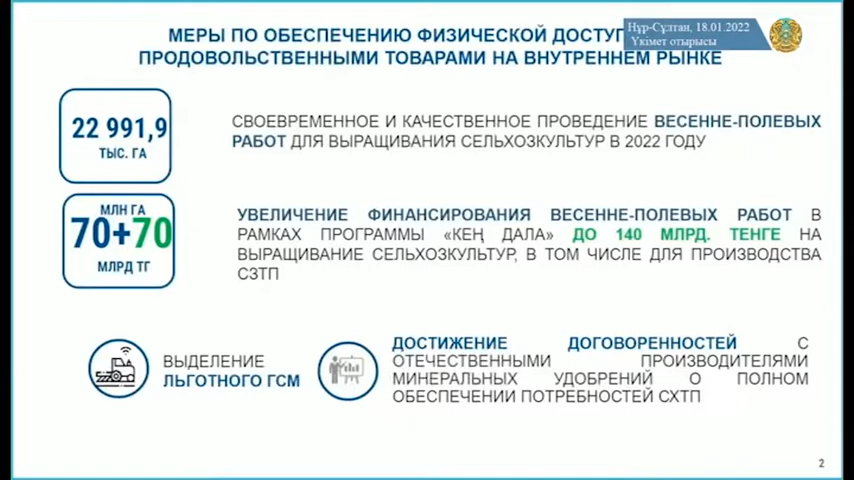 МЕРЫ ПО ОБЕСПЕЧЕНИЮ ФИЗИЧЕСКОЙ
Нұр-Сұлтан, 18.01.2022
Үкімет отырысы
ПРОДОВОЛЬСТВЕННЫМИ ТОВАРАМИ НА ВНУТРЕННЕМ РЫНКЕ
22 991,9
ТЫС. ГА
СВОЕВРЕМЕННОЕ И КАЧЕСТВЕННОЕ ПРОВЕДЕНИЕ ВЕСЕННЕ-ПОЛЕВЫХ
РАБОТ ДЛЯ ВЫРАЩИВАНИЯ СЕЛЬХОЗКУЛЬТУР В 2022 ГОДУ
МЛН ГА
70+70
МЛРД ТГ
УВЕЛИЧЕНИЕ ФИНАНСИРОВАНИЯ ВЕСЕННЕ-ПОЛЕВЫХ РАБОТ В
РАМКАХ ПРОГРАММЫ «КЕҢ ДАЛА» ДО 140 МЛРД. ТЕНГЕ НА
ВЫРАЩИВАНИЕ СЕЛЬХОЗКУЛЬТУР, В ТОМ ЧИСЛЕ ДЛЯ ПРОИЗВОДСТВА
СЗТП
ВЫДЕЛЕНИЕ
ЛЬГОТНОГО ГСМ
ДОСТИЖЕНИЕ ДОГОВОРЕННОСТЕЙ С
ОТЕЧЕСТВЕННЫМИ ПРОИЗВОДИТЕЛЯМИ
МИНЕРАЛЬНЫХ УДОБРЕНИЙ О ПОЛНОМ
ОБЕСПЕЧЕНИИ ПОТРЕБНОСТЕЙ СХТП
2